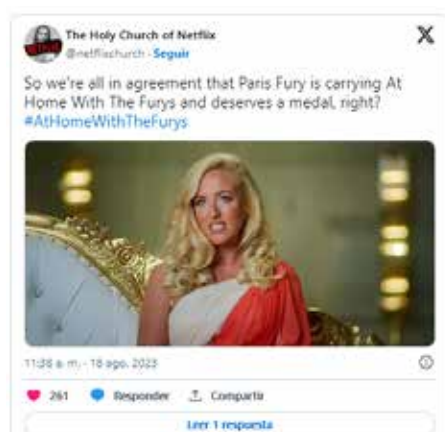 The Holy Church of Netflix
@netflixchurch · Seguir
So we're all in agreement that Paris Fury is carrying At
Home With The Furys and deserves a medal, right?
#AtHomeWithTheFurys
11:38 a. m. · 18 ago. 2023
261 Responder Compartir
Leer 1 respuesta